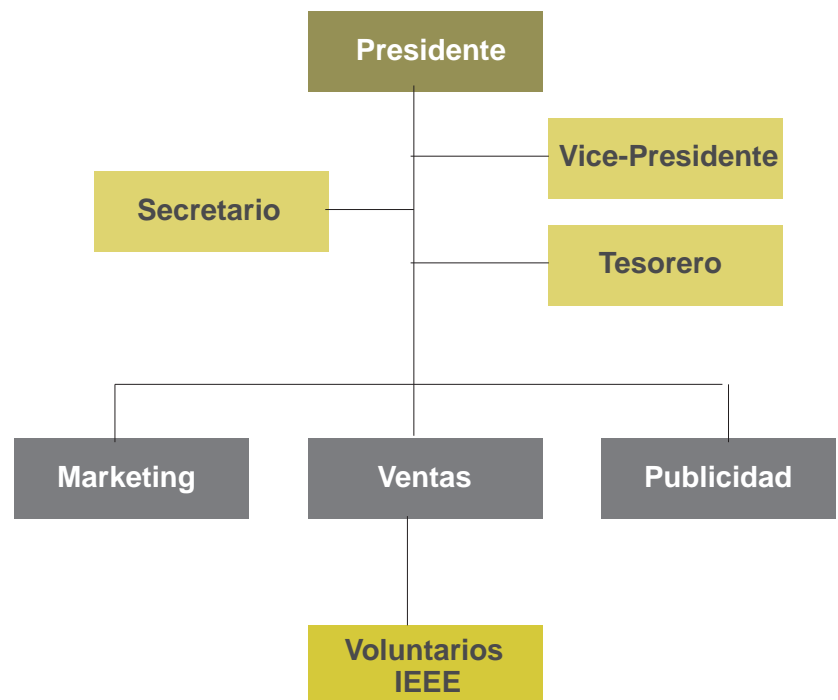 Presidente
Vice-Presidente
Secretario
Tesorero
Marketing
Ventas
Publicidad
Voluntarios
IEEE